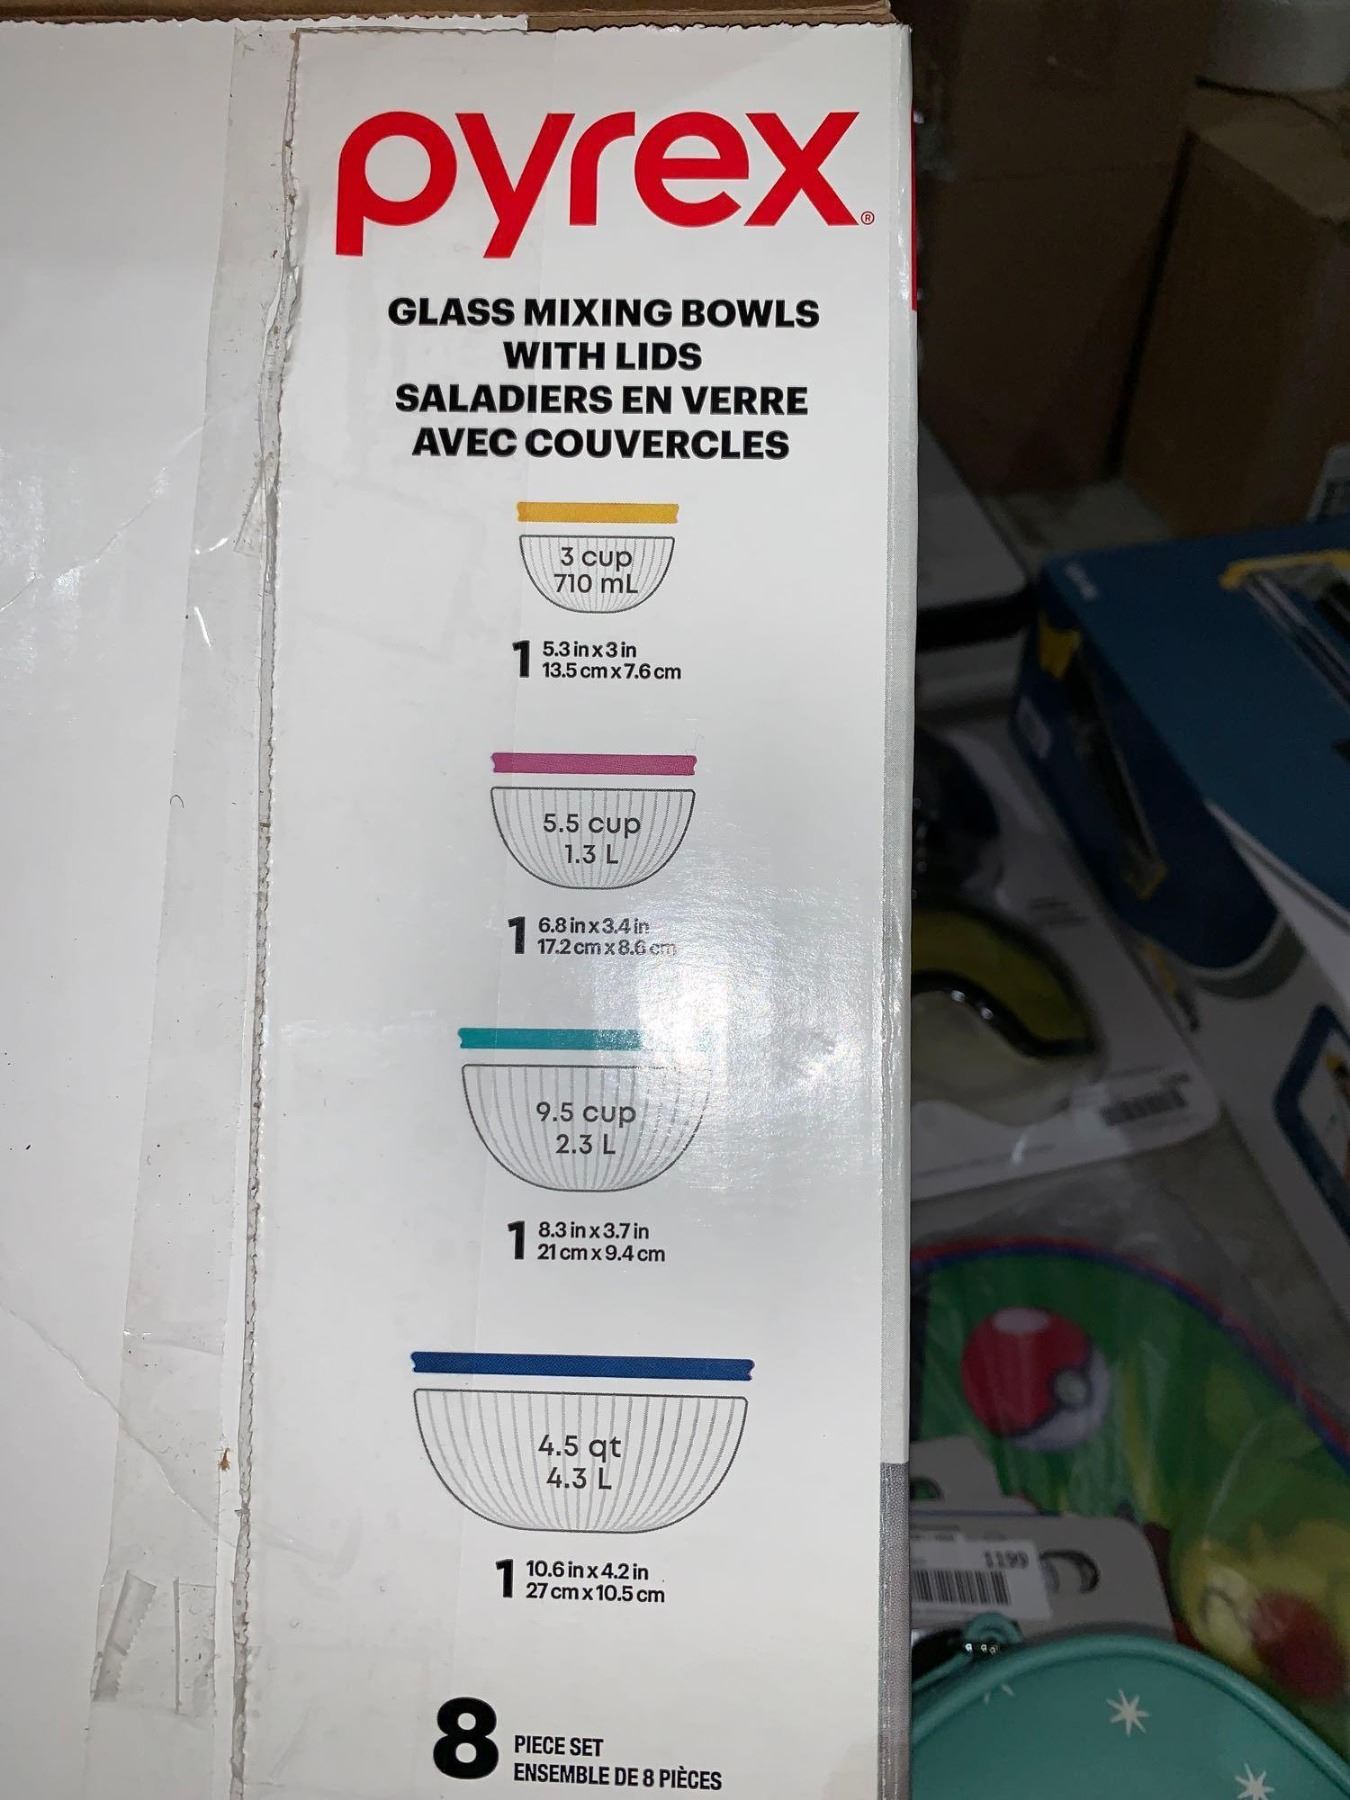 pyrex®
GLASS MIXING BOWLS
WITH LIDS
SALADIERS EN VERRE
AVEC COUVERCLES
3 cup
710 mL
1 5.3 in x 3 in
13.5 cm x 7.6 cm
5.5 cup
1.3 L
1 6.8 in x 3.4 in
17.2 cm x 8.6 cm
9.5 cup
2.3 L
1 8.3 in x 3.7 in
21 cm x 9.4 cm
4.5 qt
4.3 L
1 10.6 in x 4.2 in
27 cm x 10.5 cm
8 PIECE SET
ENSEMBLE DE 8 PIÈCES
1199